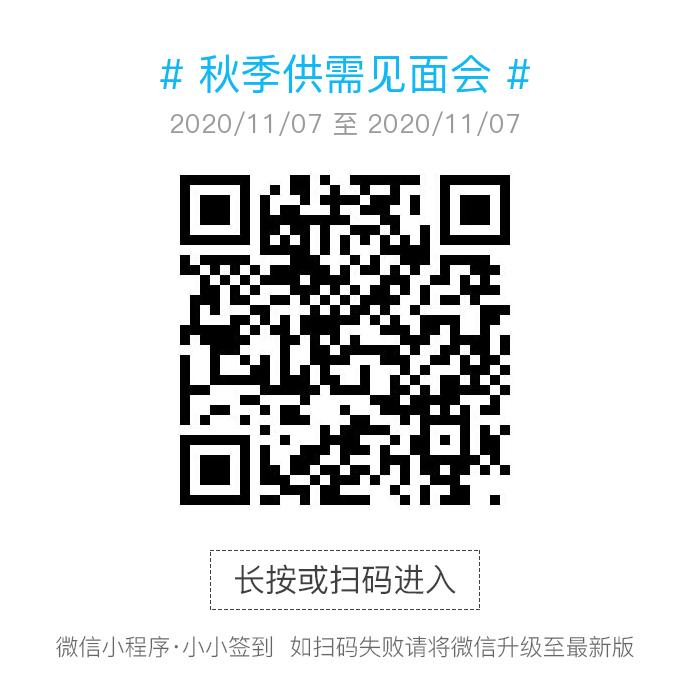 # 秋季供需见面会 #
2020/11/07 至 2020/11/07
长按或扫码进入
微信小程序·小小签到 如扫码失败请将微信升级至最新版